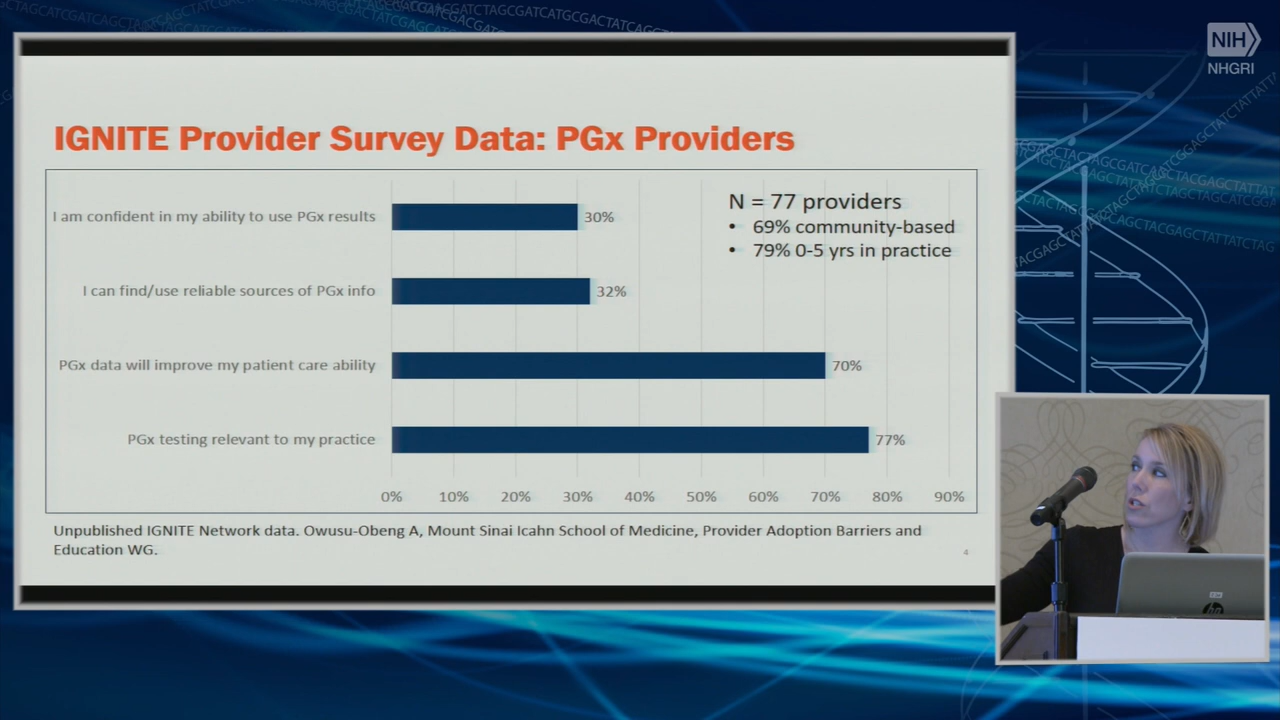 NIH
NHGRI
IGNITE Provider Survey Data: PGx Providers
N = 77 providers
• 69% community-based
• 79% 0-5 yrs in practice
I am confident in my ability to use PGx results
30%
I can find/use reliable sources of PGx info
32%
PGx data will improve my patient care ability
70%
PGx testing relevant to my practice
77%
0% 10% 20% 30% 40% 50% 60% 70% 80% 90%
Unpublished IGNITE Network data. Owusu-Obeng A, Mount Sinai Icahn School of Medicine, Provider Adoption Barriers and
Education WG.
4
hp